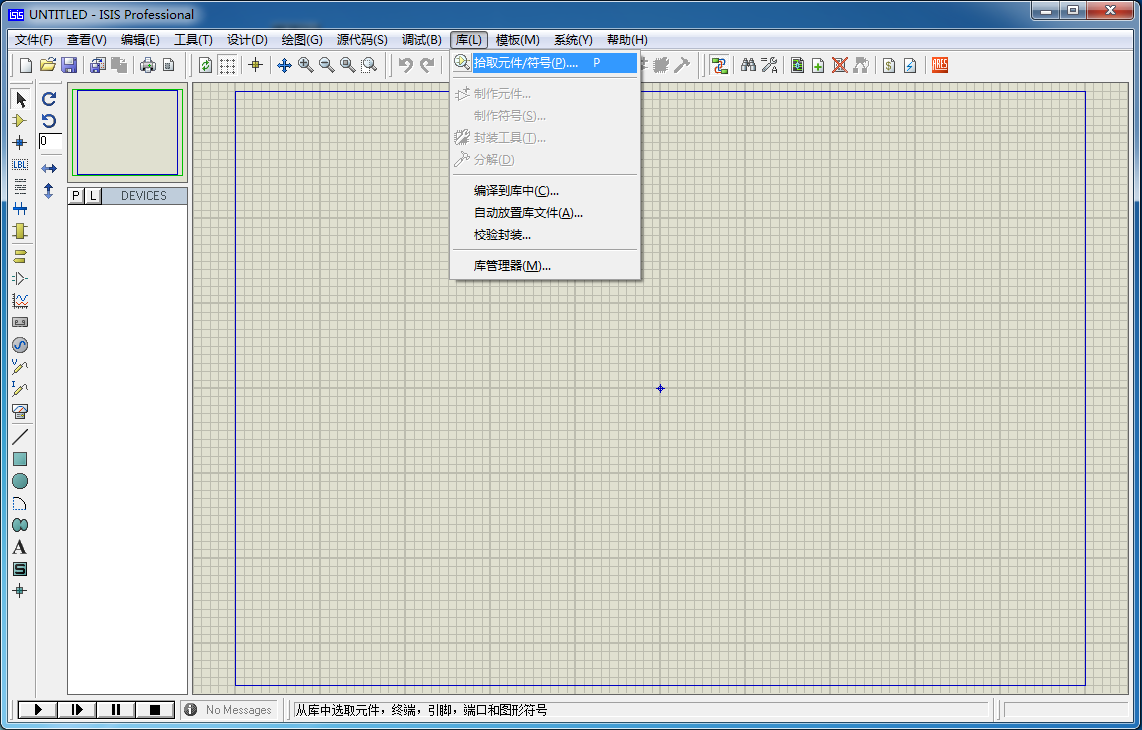 UNTITLED - ISIS Professional
文件(F) 查看(V) 编辑(E) 工具(T) 设计(D) 绘图(G) 源代码(S) 调试(B) 库(L) 模板(M) 系统(Y) 帮助(H)
拾取元件/符号(P).... P
制作元件...
制作符号(S)...
封装工具(T)...
分解(D)
编译到库中(C)...
自动放置库文件(A)...
校验封装...
库管理器(M)...
ARES
0
LBL
P L DEVICES
A
S
No Messages
从库中选取元件，终端，引脚，端口和图形符号